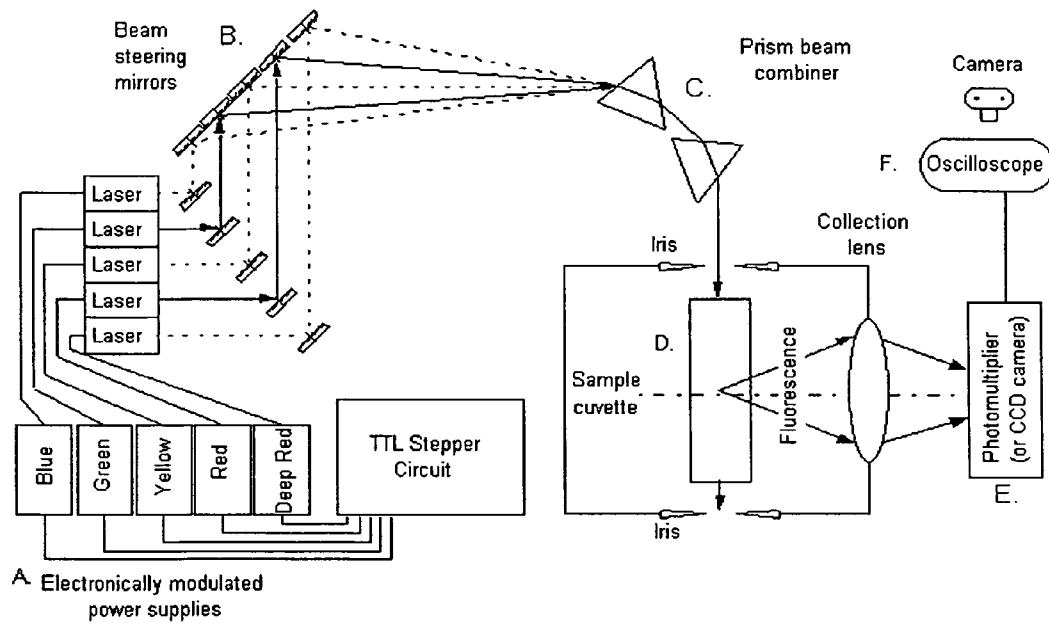 Beam
steering
mirrors
B.
Prism beam
combiner
C.
Camera
F.
Oscilloscope
Laser
Laser
Laser
Laser
Laser
Collection
lens
Iris
D.
Sample
cuvette
Fluorescence
Photomultiplier
(or CCD camera)
E.
Iris
Blue
Green
Yellow
Red
Deep Red
TTL Stepper
Circuit
A. Electronically modulated
power supplies